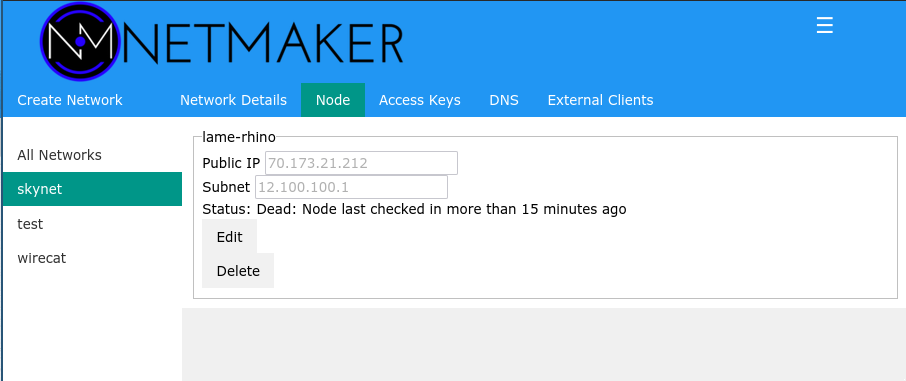 NM NETMAKER
☰
Create Network Network Details Node Access Keys DNS External Clients
All Networks
skynet
test
wirecat
lame-rhino
Public IP 70.173.21.212
Subnet 12.100.100.1
Status: Dead: Node last checked in more than 15 minutes ago
Edit
Delete